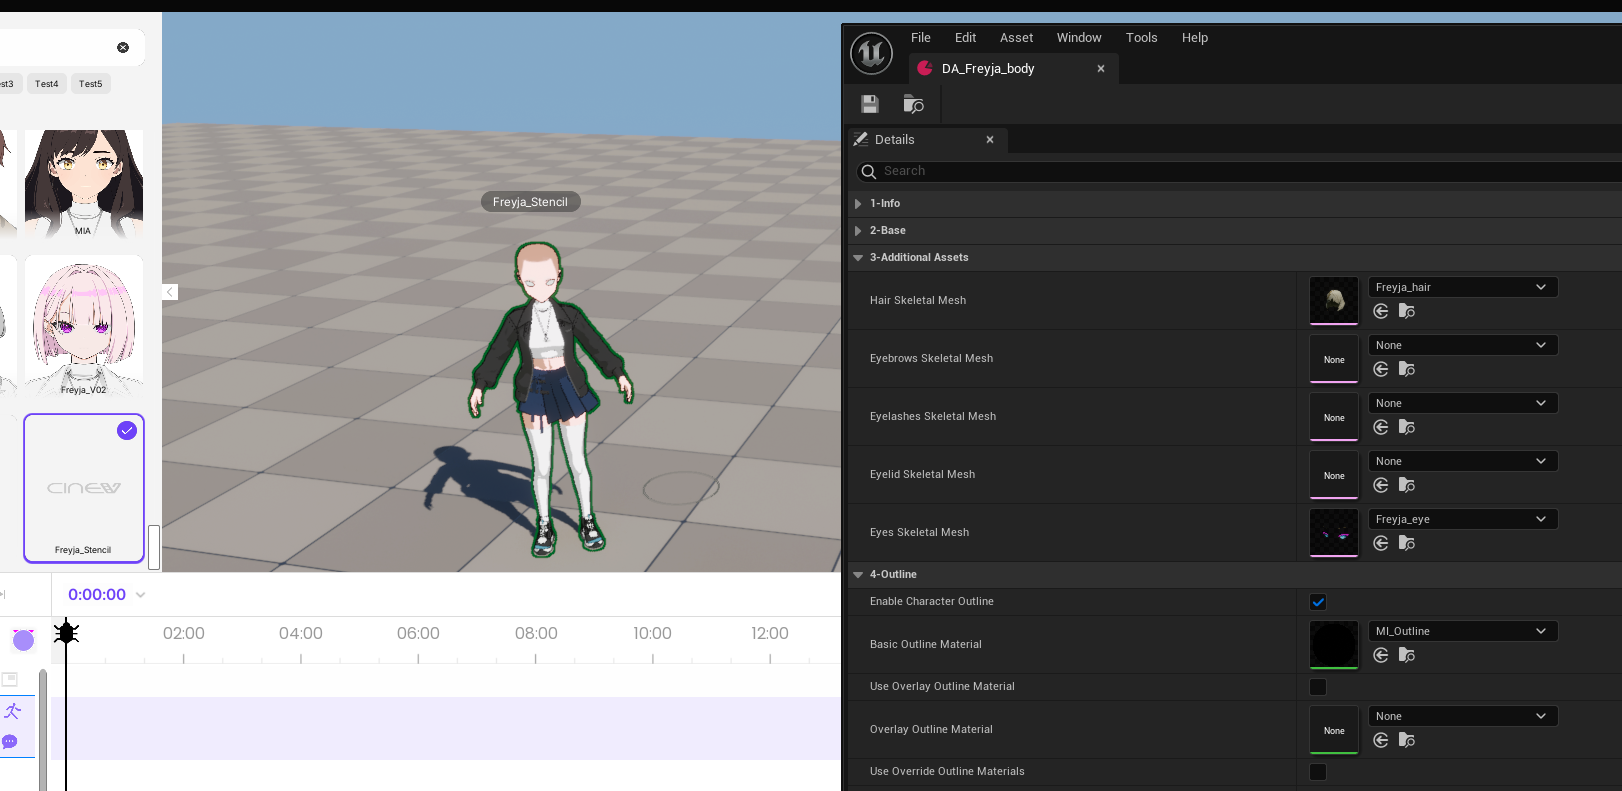 est3
Test4
Test5
MIA
Freyja_V02
CINEV
Freyja_Stencil
Freyja_Stencil
0:00:00
02:00
04:00
06:00
08:00
10:00
12:00
File
Edit
Asset
Window
Tools
Help
DA_Freyja_body
Details
Search
1-Info
2-Base
3-Additional Assets
Hair Skeletal Mesh
Freyja_hair
Eyebrows Skeletal Mesh
None
None
Eyelashes Skeletal Mesh
None
None
Eyelid Skeletal Mesh
None
None
Eyes Skeletal Mesh
Freyja_eye
4-Outline
Enable Character Outline
Basic Outline Material
MI_Outline
Use Overlay Outline Material
Overlay Outline Material
None
None
Use Override Outline Materials